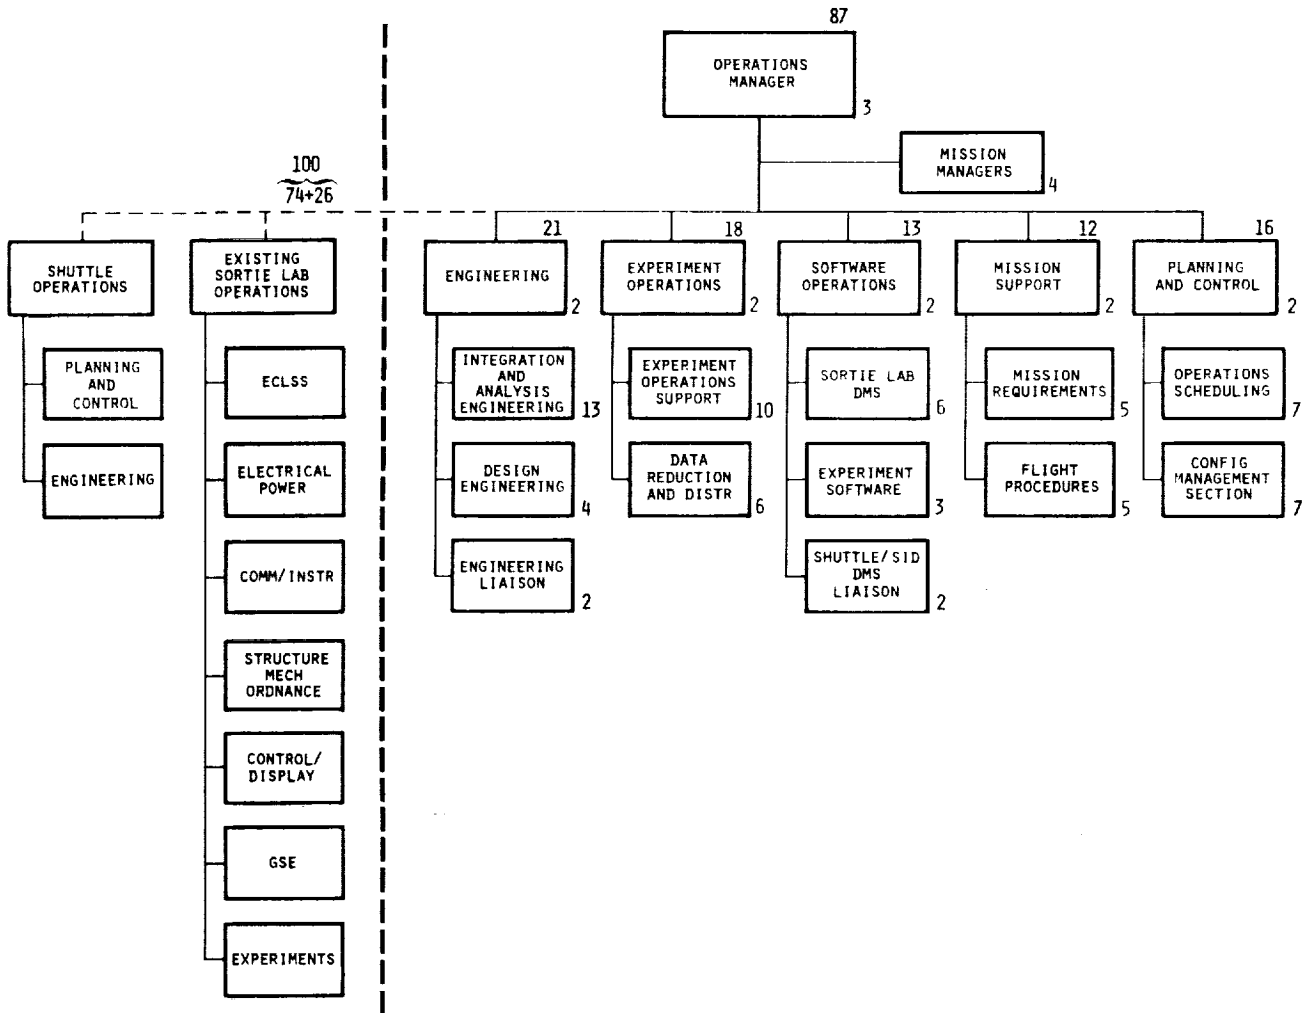 87
OPERATIONS
MANAGER
3
MISSION
MANAGERS
4
100
74+26
SHUTTLE
OPERATIONS
PLANNING
AND
CONTROL
ENGINEERING
EXISTING
SORTIE LAB
OPERATIONS
ECLSS
ELECTRICAL
POWER
COMM/INSTR
STRUCTURE
MECH
ORDNANCE
CONTROL/
DISPLAY
GSE
EXPERIMENTS
21
ENGINEERING
2
INTEGRATION
AND
ANALYSIS
ENGINEERING
13
DESIGN
ENGINEERING
4
ENGINEERING
LIAISON
2
18
EXPERIMENT
OPERATIONS
2
EXPERIMENT
OPERATIONS
SUPPORT
10
DATA
REDUCTION
AND DISTR
6
13
SOFTWARE
OPERATIONS
2
SORTIE LAB
DMS
6
EXPERIMENT
SOFTWARE
3
SHUTTLE/SID
DMS
LIAISON
2
12
MISSION
SUPPORT
2
MISSION
REQUIREMENTS
5
FLIGHT
PROCEDURES
5
16
PLANNING
AND CONTROL
2
OPERATIONS
SCHEDULING
7
CONFIG
MANAGEMENT
SECTION
7